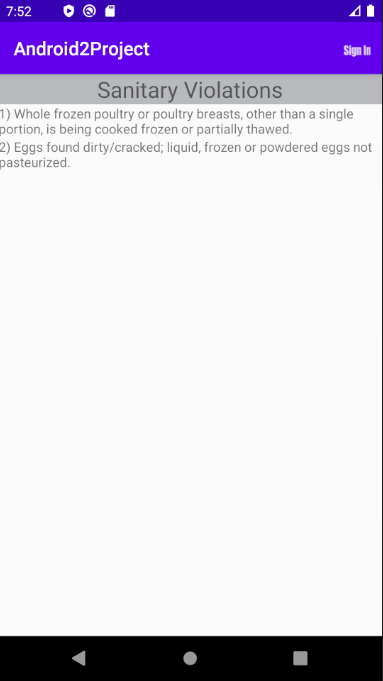 7:52
Android2Project
Sign In
Sanitary Violations
1) Whole frozen poultry or poultry breasts, other than a single
portion, is being cooked frozen or partially thawed.
2) Eggs found dirty/cracked; liquid, frozen or powdered eggs not
pasteurized.